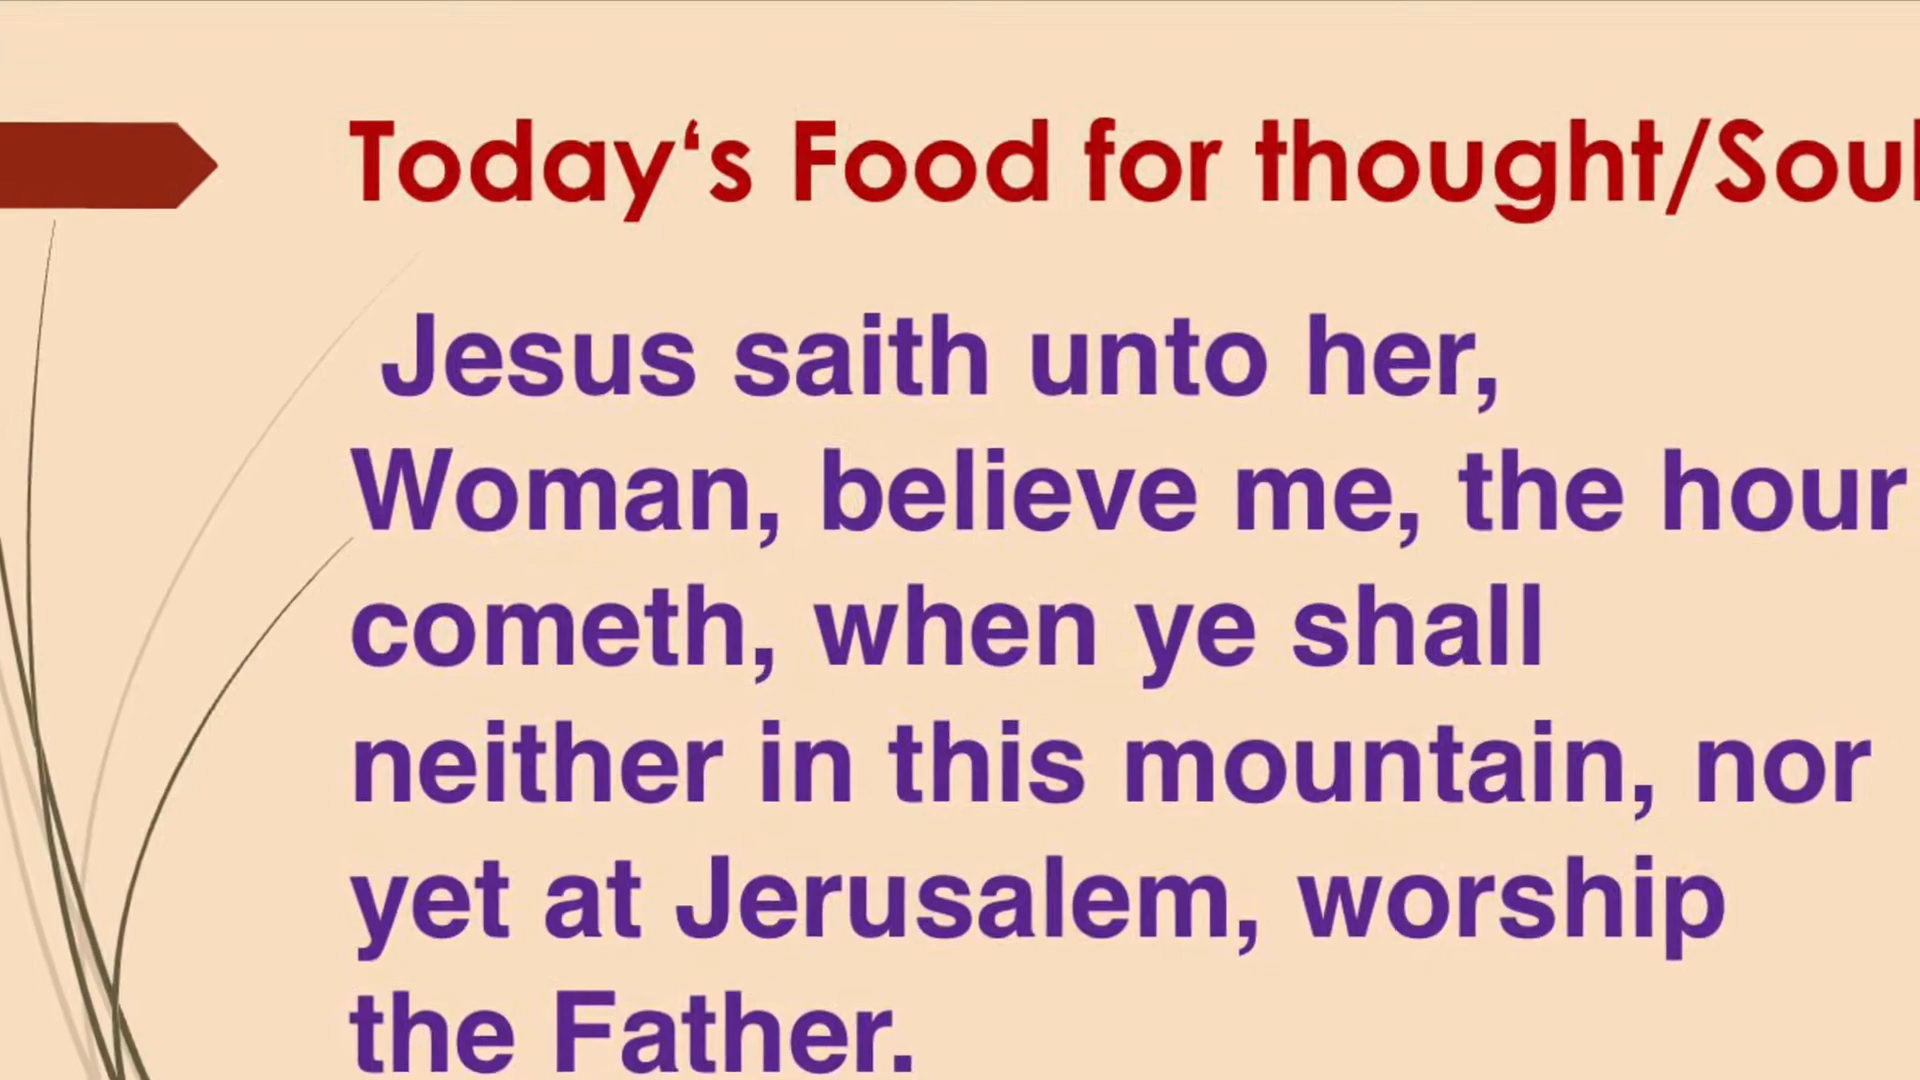 Today‘s Food for thought/Soul
Jesus saith unto her,
Woman, believe me, the hour
cometh, when ye shall
neither in this mountain, nor
yet at Jerusalem, worship
the Father.